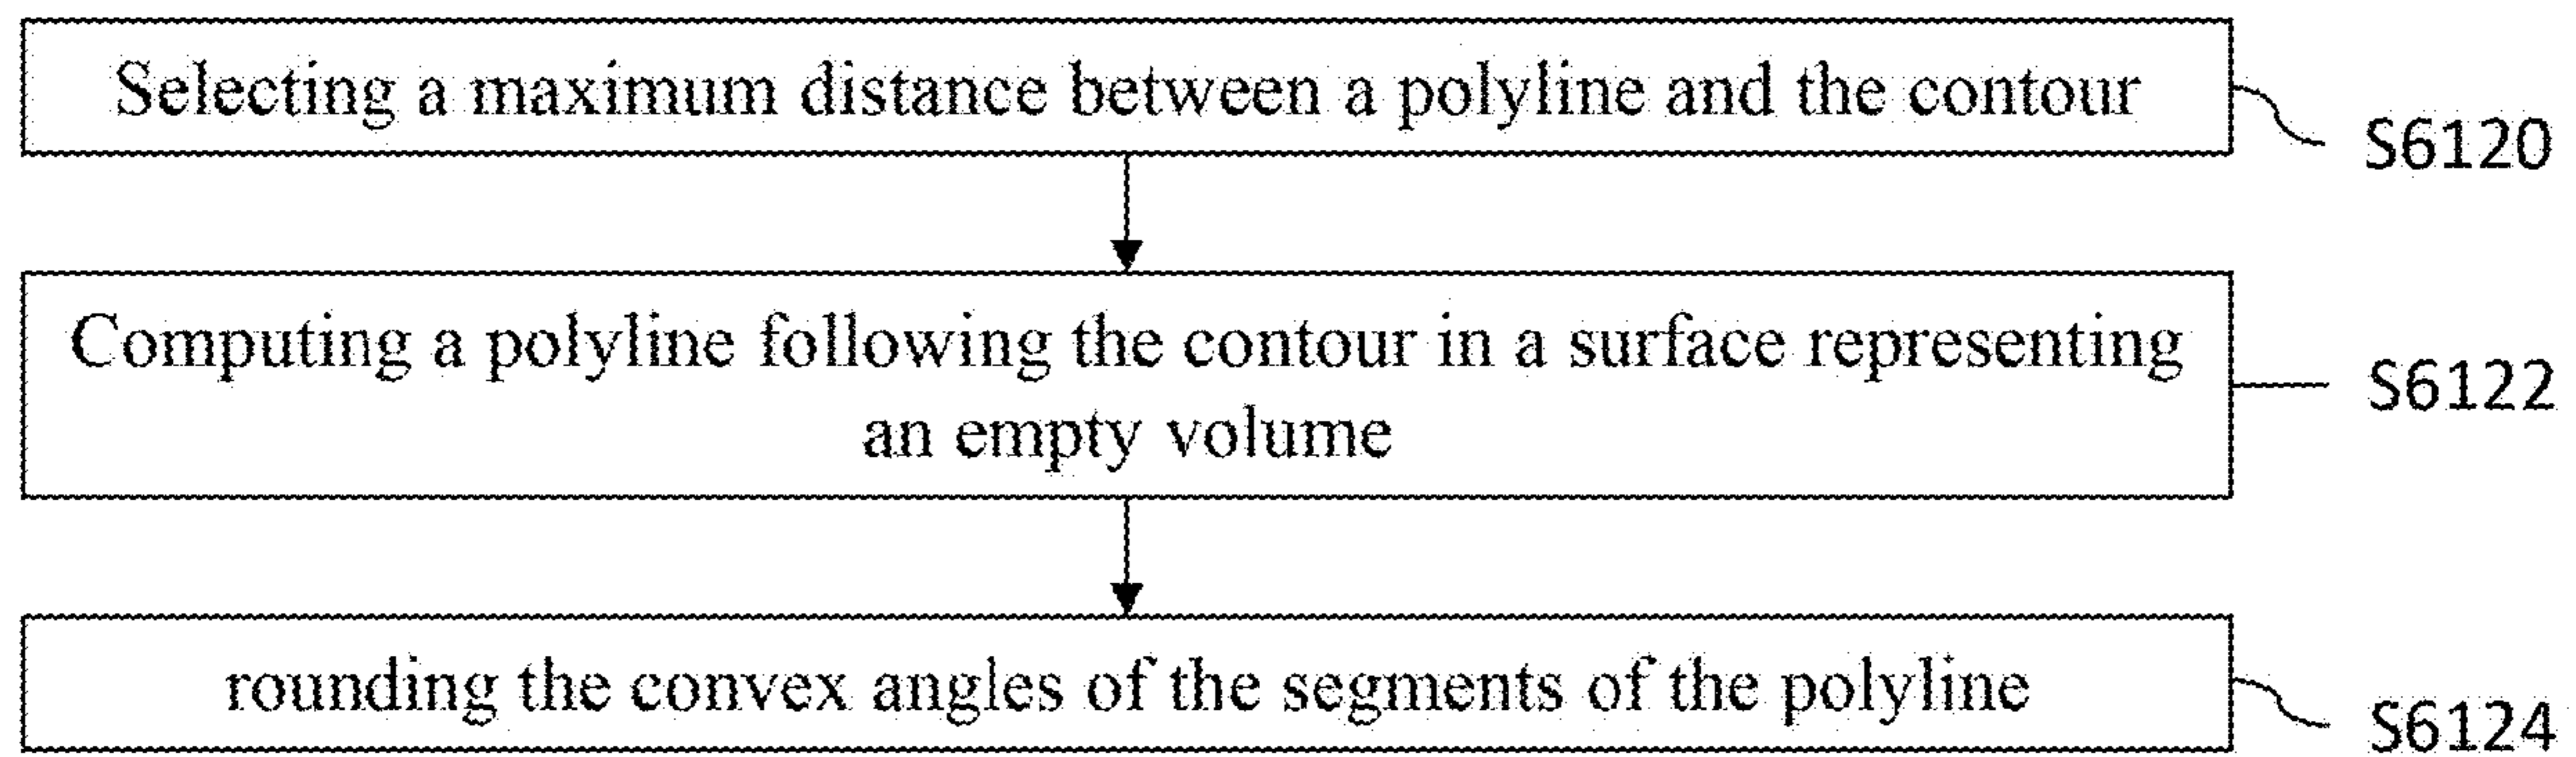 Selecting a maximum distance between a polyline and the contour
S6120
Computing a polyline following the contour in a surface representing
an empty volume
S6122
rounding the convex angles of the segments of the polyline
S6124